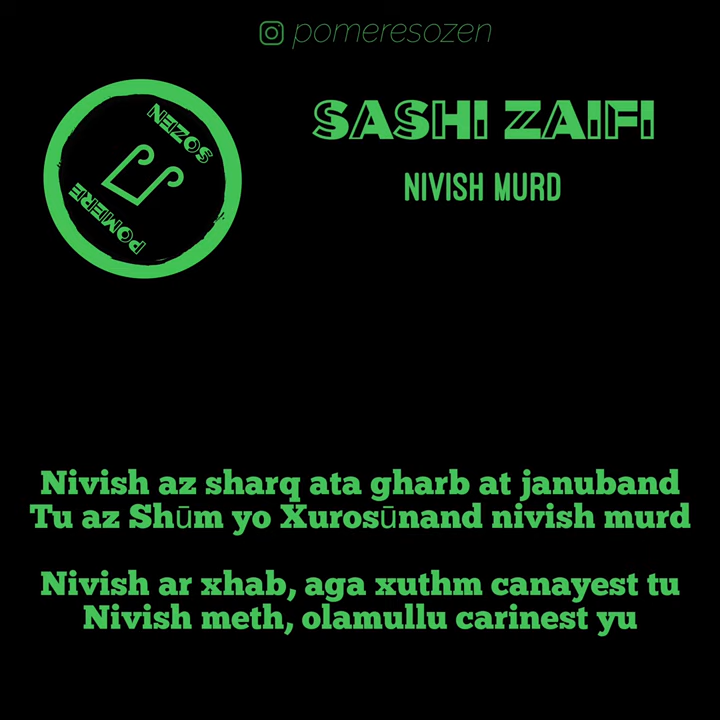 pomeresozen
SOZEN
POMERE
SASHI ZAIFI
NIVISH MURD
Nivish az sharq ata gharb at januband
Tu az Shūm yo Xurosūnand nivish murd
Nivish ar xhab, aga xuthm canayest tu
Nivish meth, olamullu carinest yu